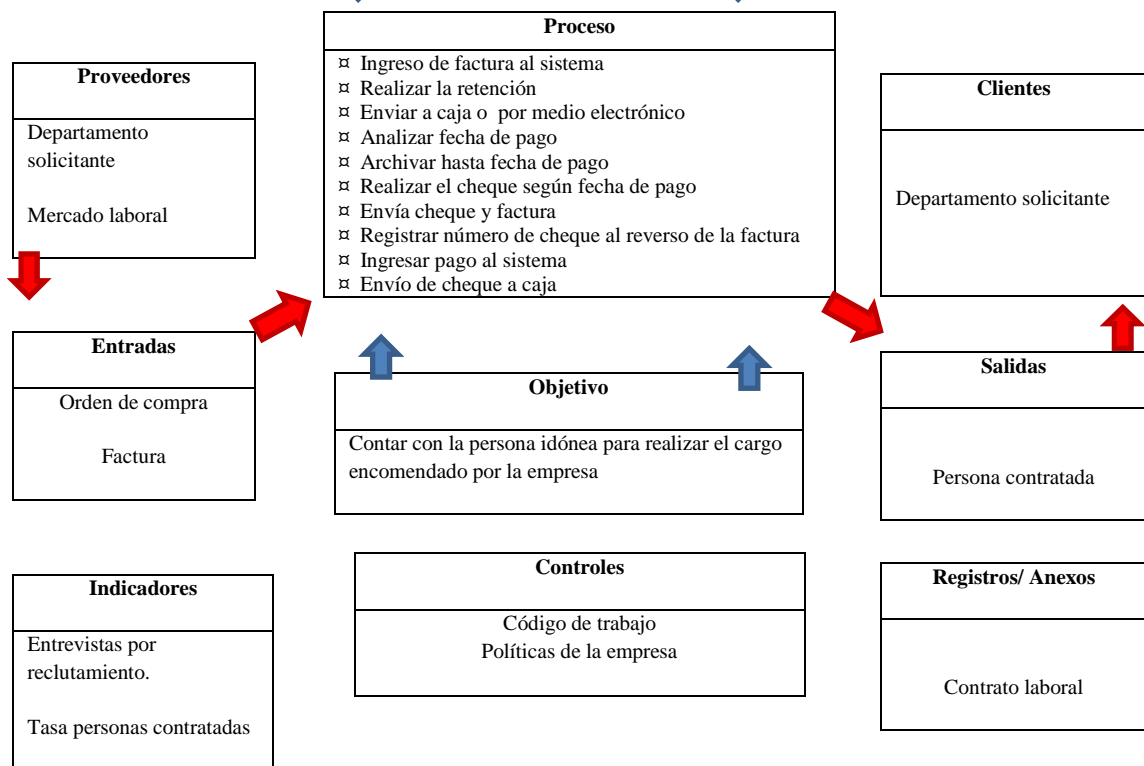 Proceso
¤ Ingreso de factura al sistema
¤ Realizar la retención
¤ Enviar a caja o por medio electrónico
¤ Analizar fecha de pago
¤ Archivar hasta fecha de pago
¤ Realizar el cheque según fecha de pago
¤ Envía cheque y factura
¤ Registrar número de cheque al reverso de la factura
¤ Ingresar pago al sistema
¤ Envío de cheque a caja
Proveedores
Departamento
solicitante
Mercado laboral
Clientes
Departamento solicitante
Entradas
Orden de compra
Factura
Objetivo
Contar con la persona idónea para realizar el cargo
encomendado por la empresa
Salidas
Persona contratada
Indicadores
Entrevistas por
reclutamiento.
Tasa personas contratadas
Controles
Código de trabajo
Políticas de la empresa
Registros/ Anexos
Contrato laboral